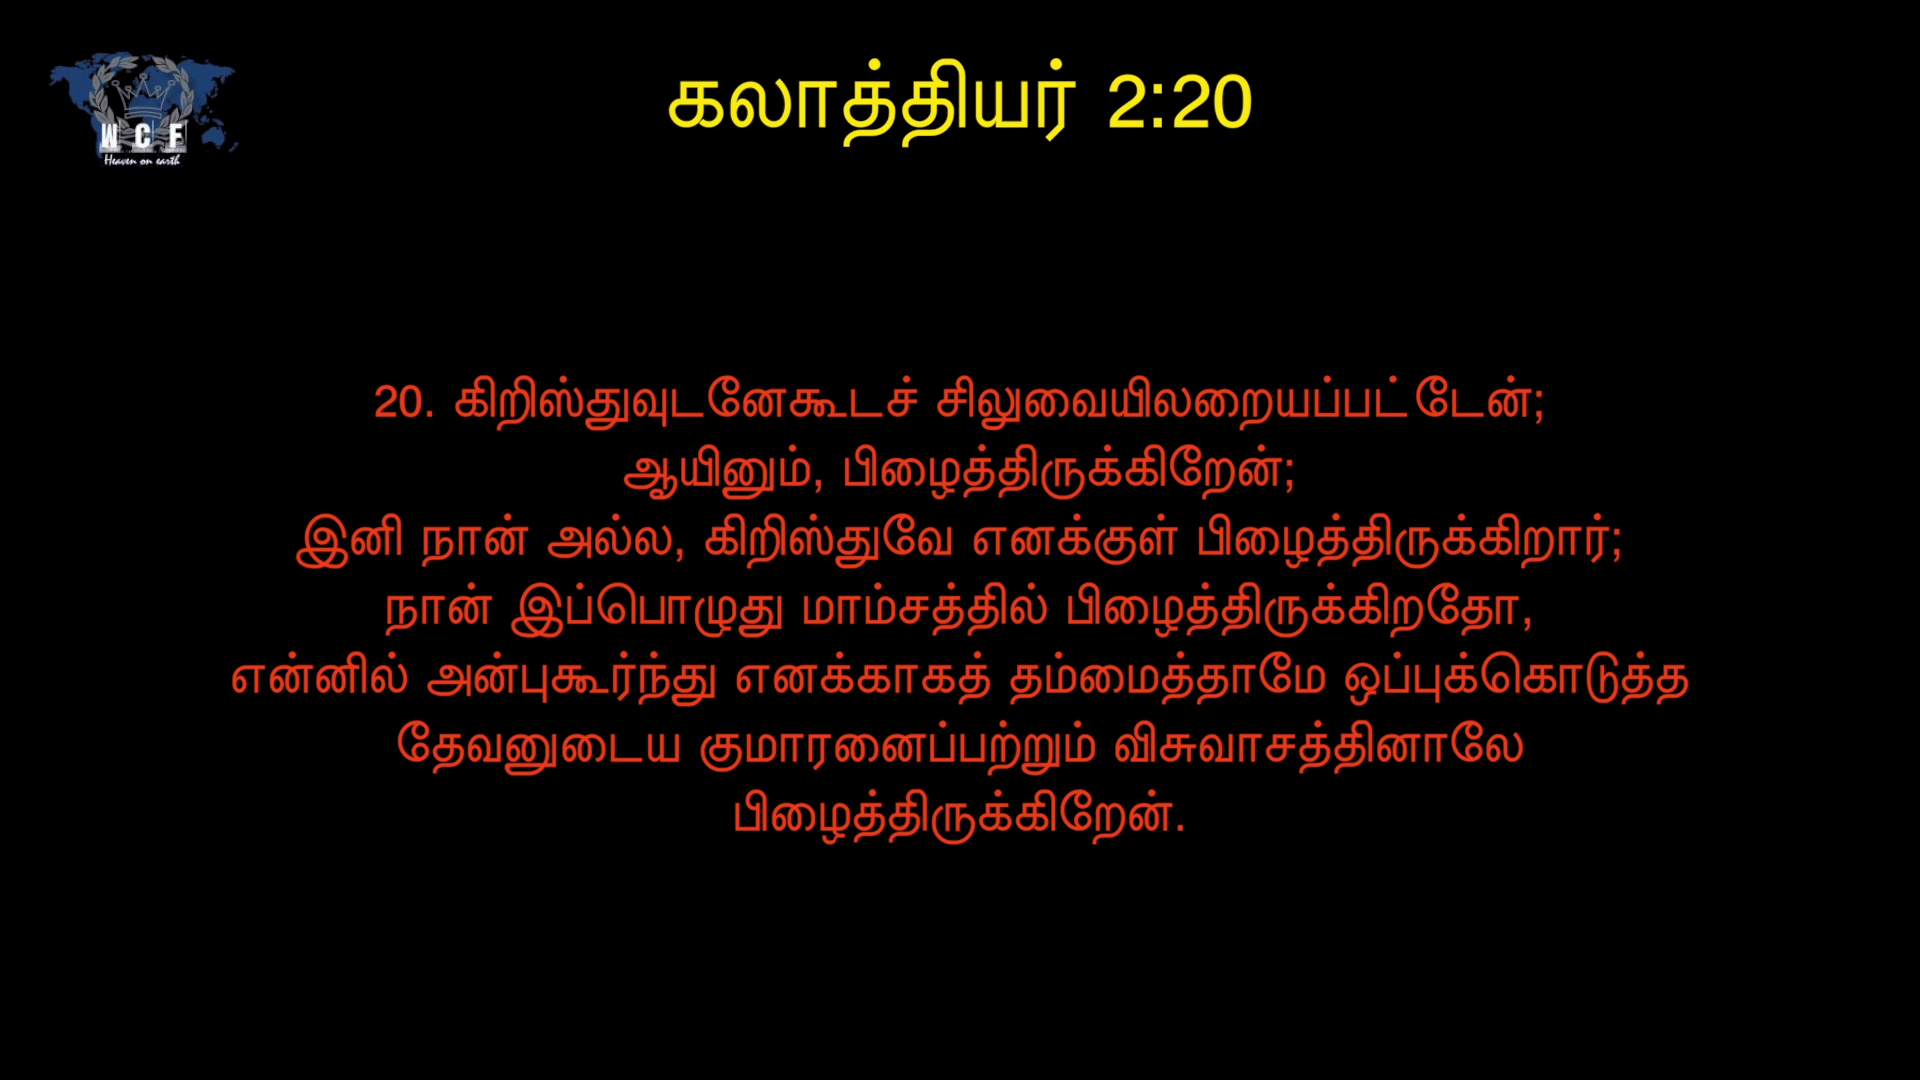 கலாத்தியர் 2:20
W C F
Heaven on earth
20. கிறிஸ்துவுடனேகூடச் சிலுவையிலறையப்பட்டேன்;
ஆயினும், பிழைத்திருக்கிறேன்;
இனி நான் அல்ல, கிறிஸ்துவே எனக்குள் பிழைத்திருக்கிறார்;
நான் இப்பொழுது மாம்சத்தில் பிழைத்திருக்கிறதோ,
என்னில் அன்புகூர்ந்து எனக்காகத் தம்மைத்தாமே ஒப்புக்கொடுத்த
தேவனுடைய குமாரனைப்பற்றும் விசுவாசத்தினாலே
பிழைத்திருக்கிறேன்.